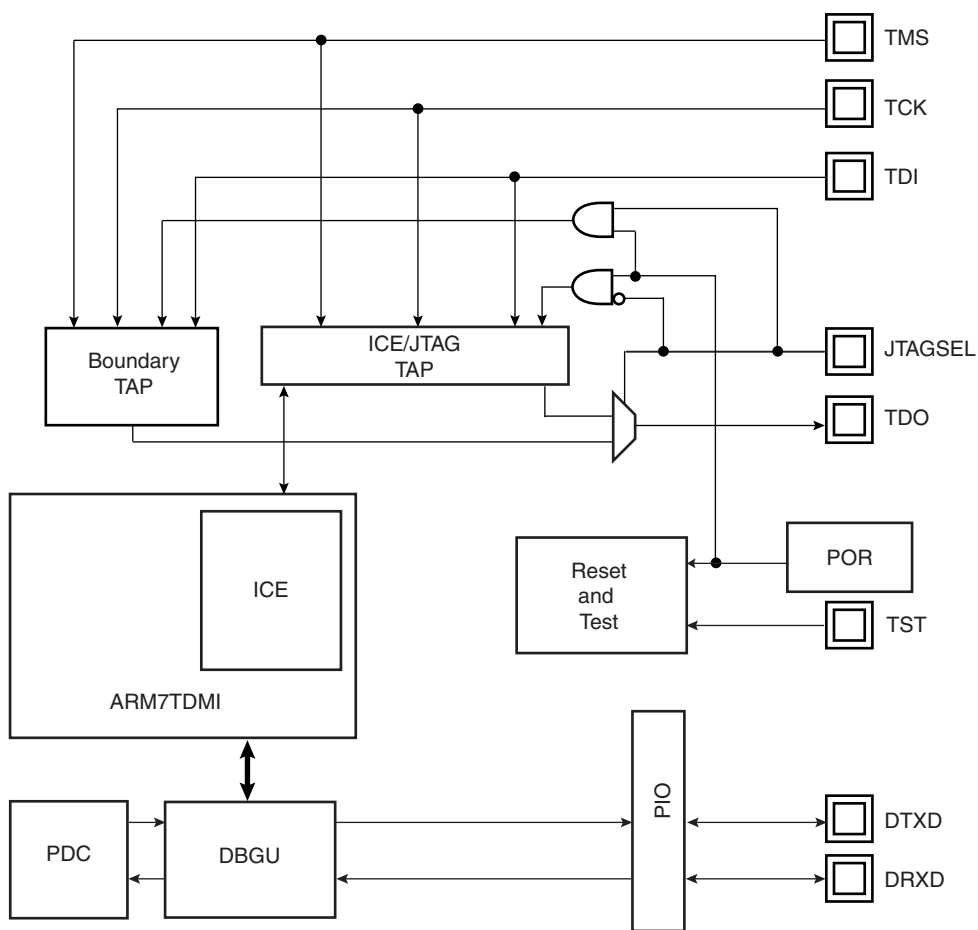 TMS
TCK
TDI
Boundary
TAP
ICE/JTAG
TAP
JTAGSEL
TDO
Reset
and
Test
POR
TST
ICE
ARM7TDMI
PDC
DBGU
PIO
DTXD
DRXD